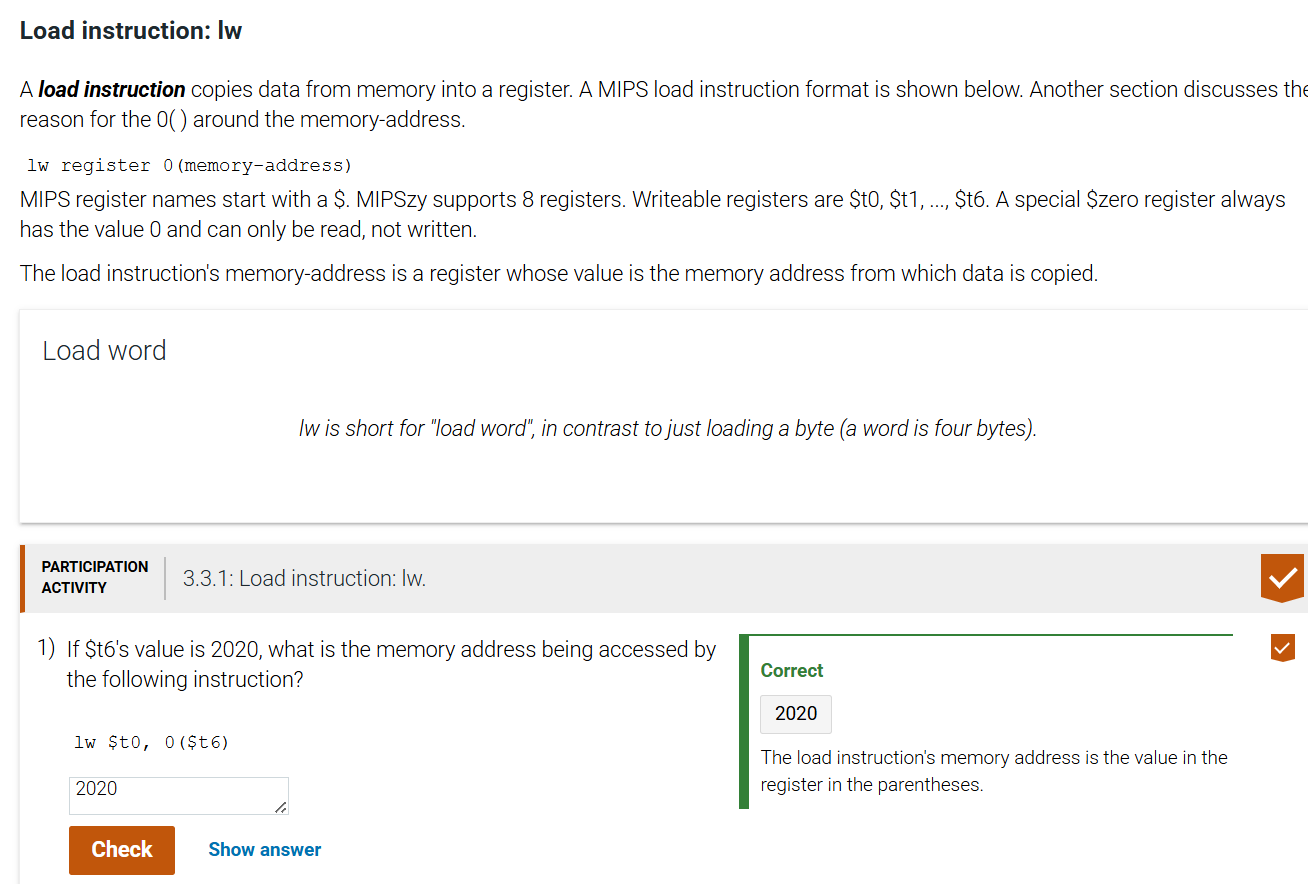 Load instruction: lw
A load instruction copies data from memory into a register. A MIPS load instruction format is shown below. Another section discusses the
reason for the 0( ) around the memory-address.
lw register 0(memory-address)
MIPS register names start with a $. MIPSzy supports 8 registers. Writeable registers are $t0, $t1, ..., $t6. A special $zero register always
has the value 0 and can only be read, not written.
The load instruction's memory-address is a register whose value is the memory address from which data is copied.
Load word
lw is short for "load word", in contrast to just loading a byte (a word is four bytes).
PARTICIPATION
ACTIVITY
3.3.1: Load instruction: lw.
1) If $t6's value is 2020, what is the memory address being accessed by
the following instruction?
lw $t0, 0($t6)
2020
Check
Show answer
Correct
2020
The load instruction's memory address is the value in the
register in the parentheses.